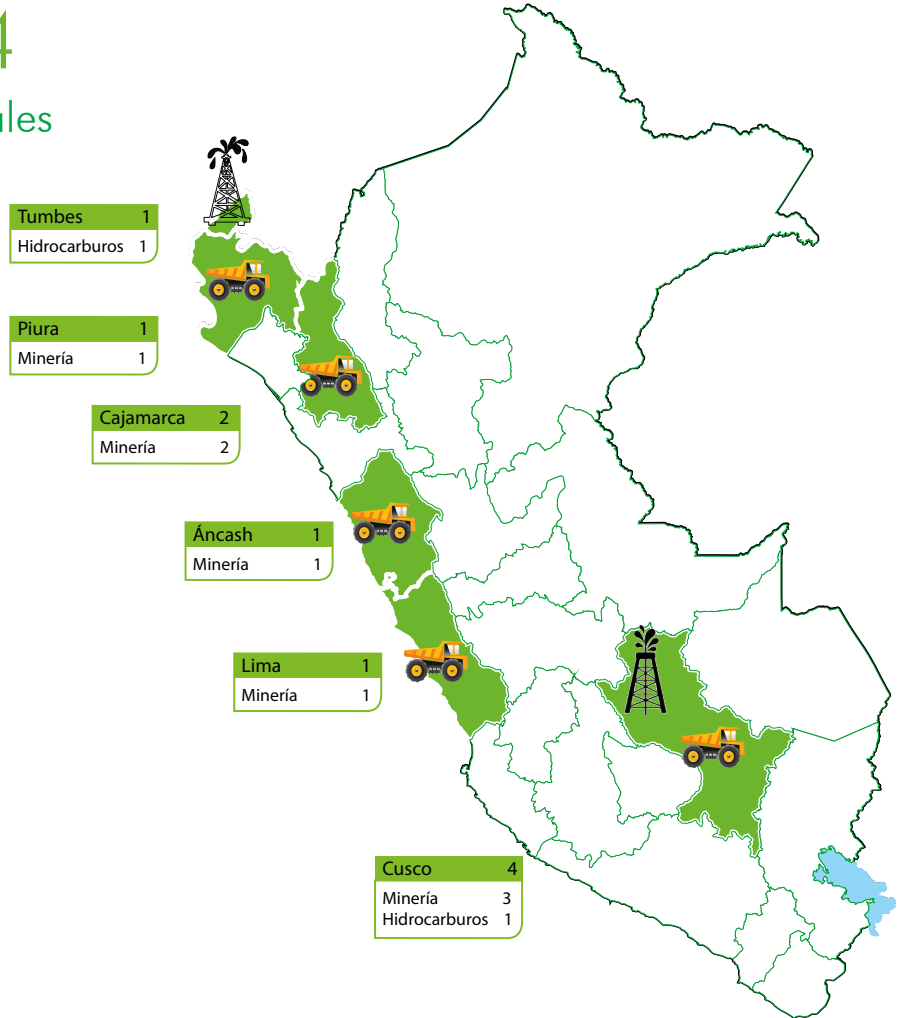 4
Tumbes 1
Hidrocarburos 1
Piura 1
Minería 1
Cajamarca 2
Minería 2
Áncash 1
Minería 1
Lima 1
Minería 1
Cusco 4
Minería 3
Hidrocarburos 1